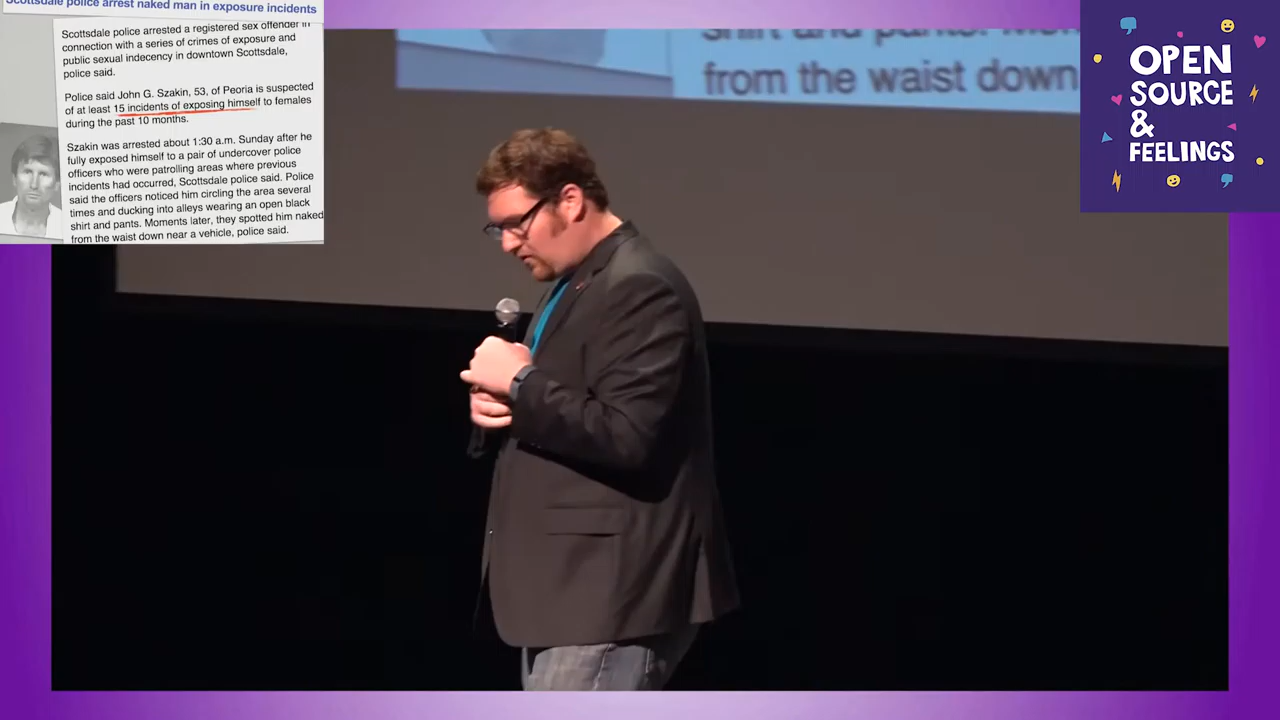 Scottsdale police arrest naked man in exposure incidents
Scottsdale police arrested a registered sex offender in
connection with a series of crimes of exposure and
public sexual indecency in downtown Scottsdale,
police said.
Police said John G. Szakin, 53, of Peoria is suspected
of at least 15 incidents of exposing himself to females
during the past 10 months.
Szakin was arrested about 1:30 a.m. Sunday after he
fully exposed himself to a pair of undercover police
officers who were patrolling areas where previous
incidents had occurred, Scottsdale police said. Police
said the officers noticed him circling the area several
times and ducking into alleys wearing an open black
shirt and pants. Moments later, they spotted him naked
from the waist down near a vehicle, police said.
shirt and pants. Mom
from the waist down
OPEN
SOURCE
&
FEELINGS